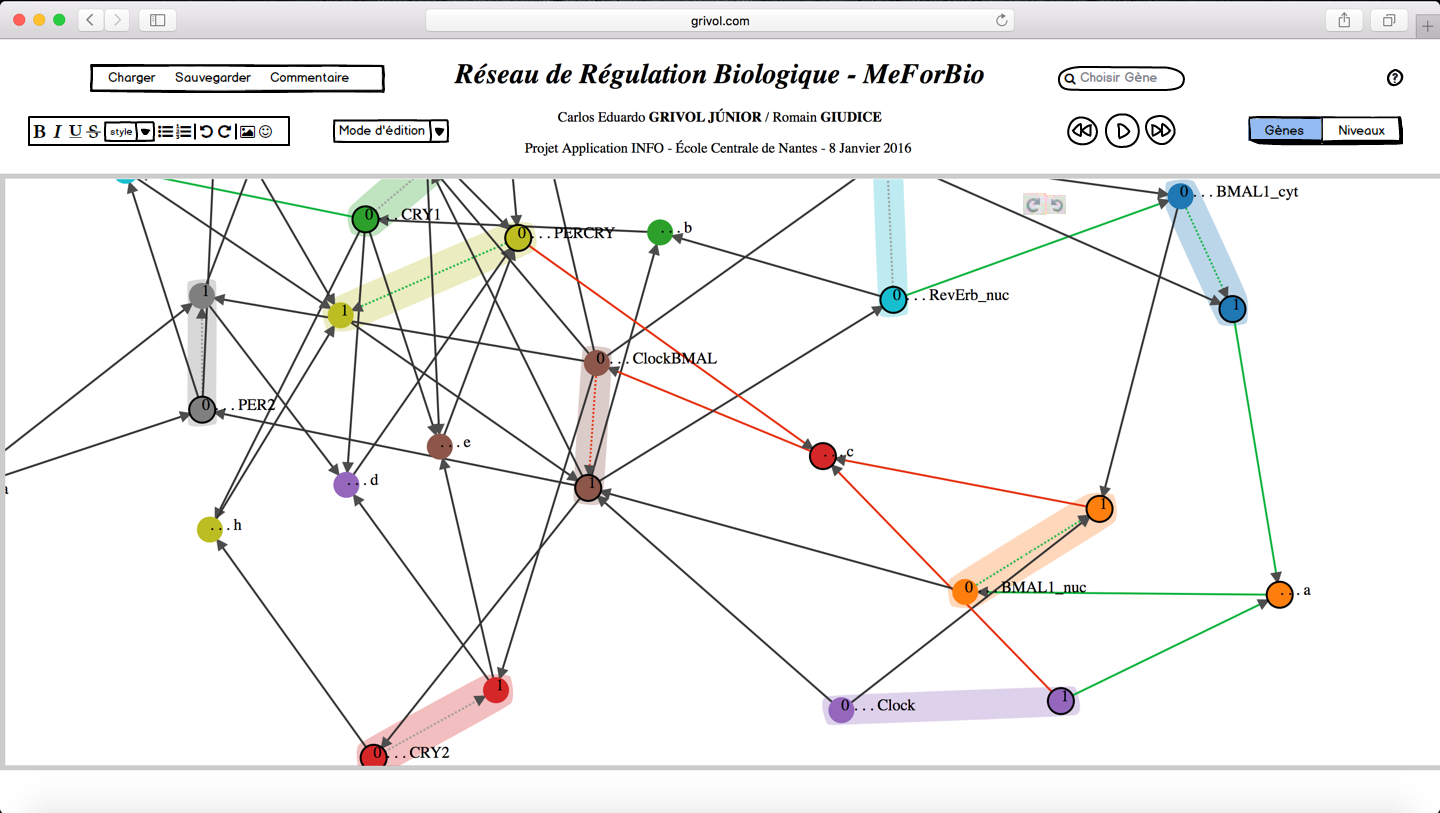 grivol.com
Charger Sauvegarder Commentaire
Réseau de Régulation Biologique - MeForBio
Choisir Gène
?
B I U S style
Mode d'édition
Carlos Eduardo GRIVOL JÚNIOR / Romain GIUDICE
Projet Application INFO - École Centrale de Nantes - 8 Janvier 2016
Gènes Niveaux
0 . . . BMAL1_cyt
0 . . . CRY1
0 . . . PERCRY
. . . b
1
0 . . . RevErb_nuc
1
1
0 . . . ClockBMAL
0 . . . PER2
. . . e
. . . c
. . . d
1
a
1
. . . h
0 . . . BMAL1_nuc
. . . a
1
0 . . . Clock
1
0 . . . CRY2